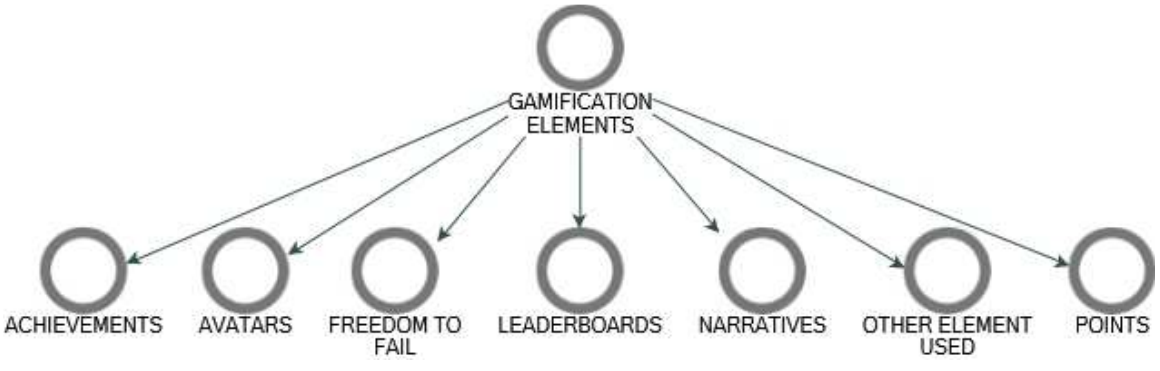 GAMIFICATION
ELEMENTS
ACHIEVEMENTS
AVATARS
FREEDOM TO
FAIL
LEADERBOARDS
NARRATIVES
OTHER ELEMENT
USED
POINTS